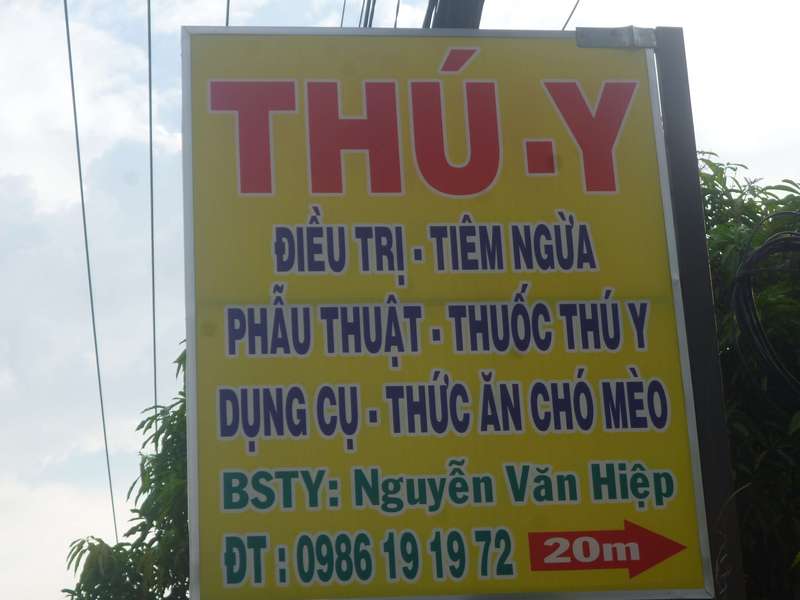 THÚ-Y
ĐIỀU TRỊ - TIÊM NGỪA
PHẪU THUẬT - THUỐC THÚ Y
DỤNG CỤ - THỨC ĂN CHÓ MÈO
BSTY: Nguyễn Văn Hiệp
ĐT : 0986 19 19 72 20m